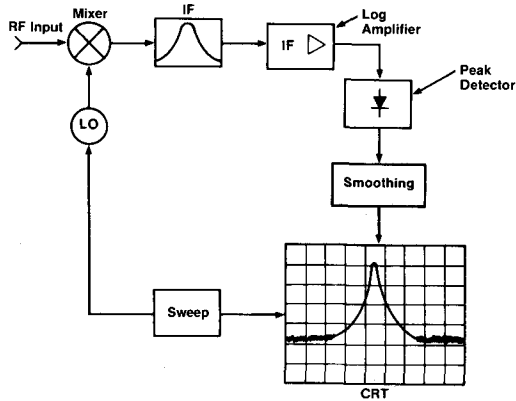 RF Input
Mixer
IF
Log
Amplifier
IF
Peak
Detector
LO
Smoothing
Sweep
CRT